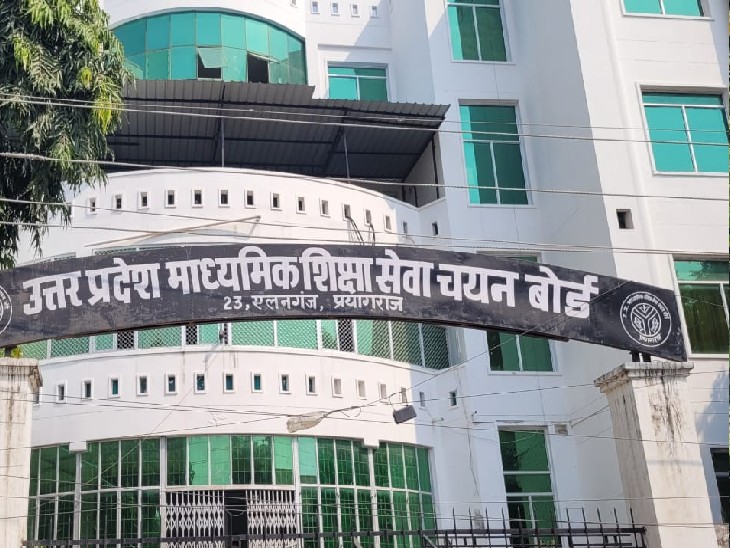 उत्तर प्रदेश माध्यमिक शिक्षा सेवा चयन बोर्ड
23, एलनगंज, प्रयागराज